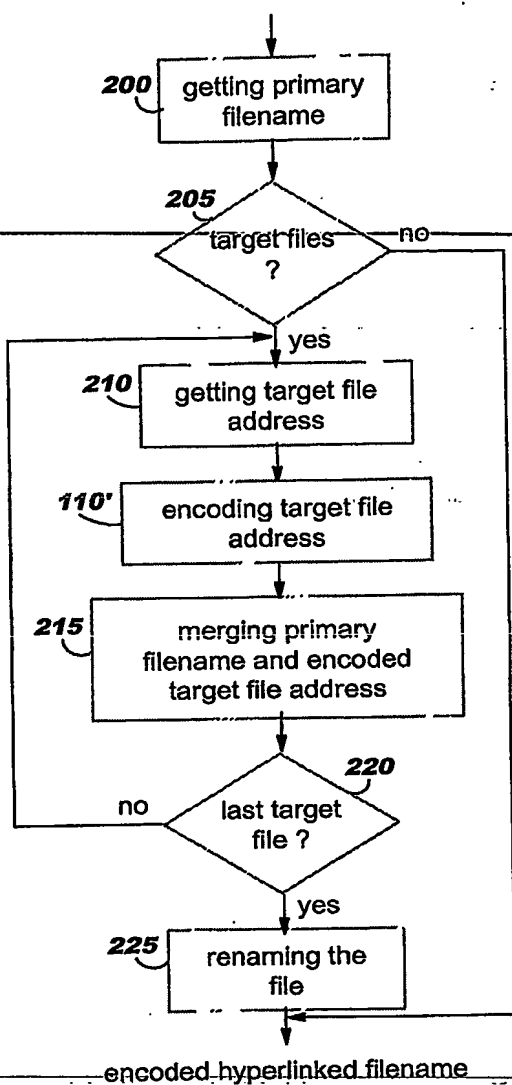 200
getting primary
filename
205
target files
?
no
yes
210
getting target file
address
110'
encoding target file
address
215
merging primary
filename and encoded
target file address
220
last target
file ?
no
yes
225
renaming the
file
encoded hyperlinked filename